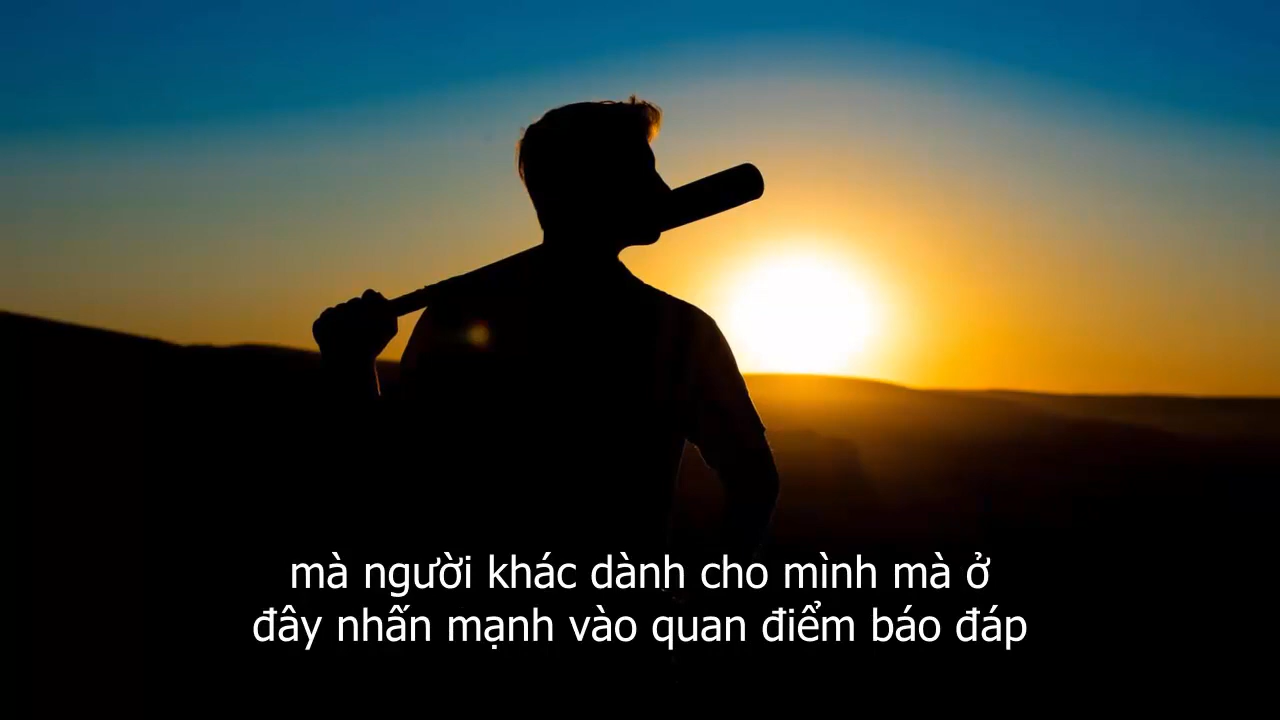 mà người khác dành cho mình mà ở
đây nhấn mạnh vào quan điểm báo đáp